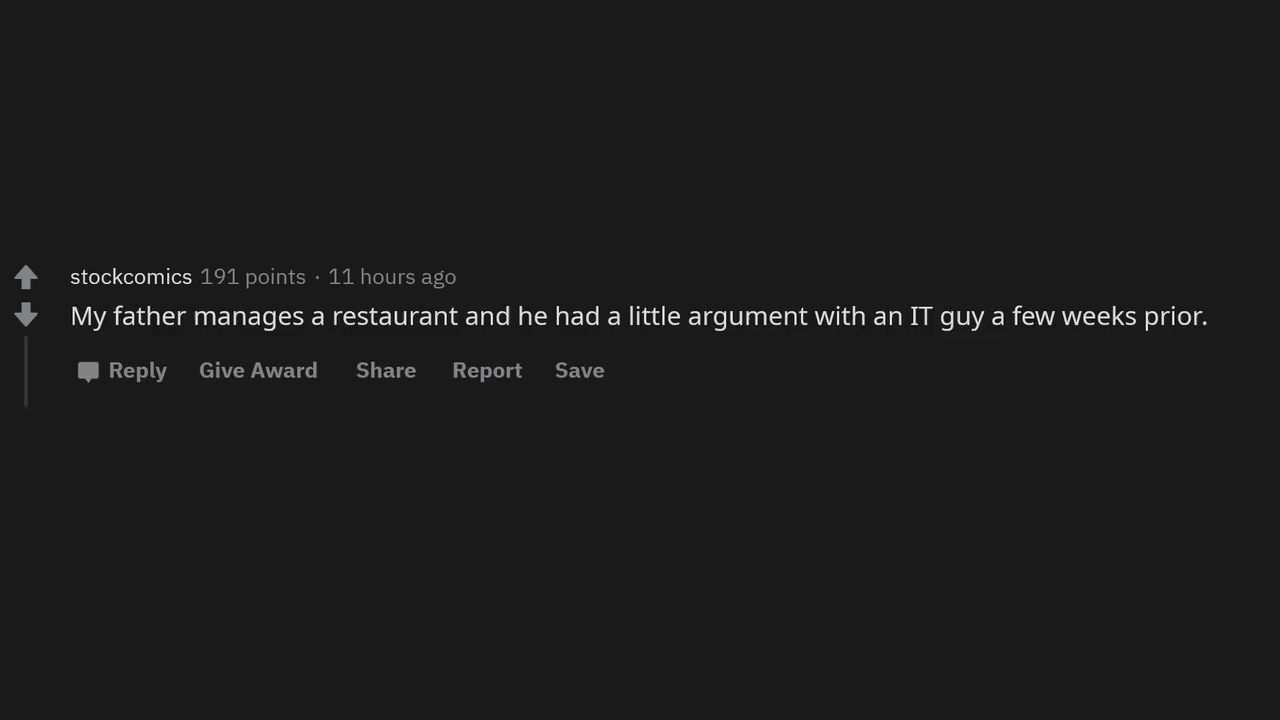 stockcomics 191 points · 11 hours ago
My father manages a restaurant and he had a little argument with an IT guy a few weeks prior.
Reply Give Award Share Report Save